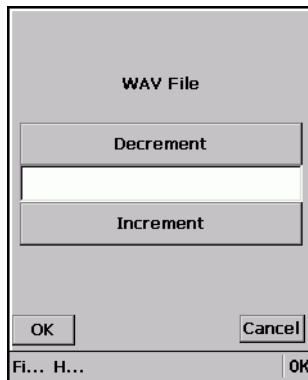 WAV File
Decrement
Increment
OK Cancel
Fi... H... OK